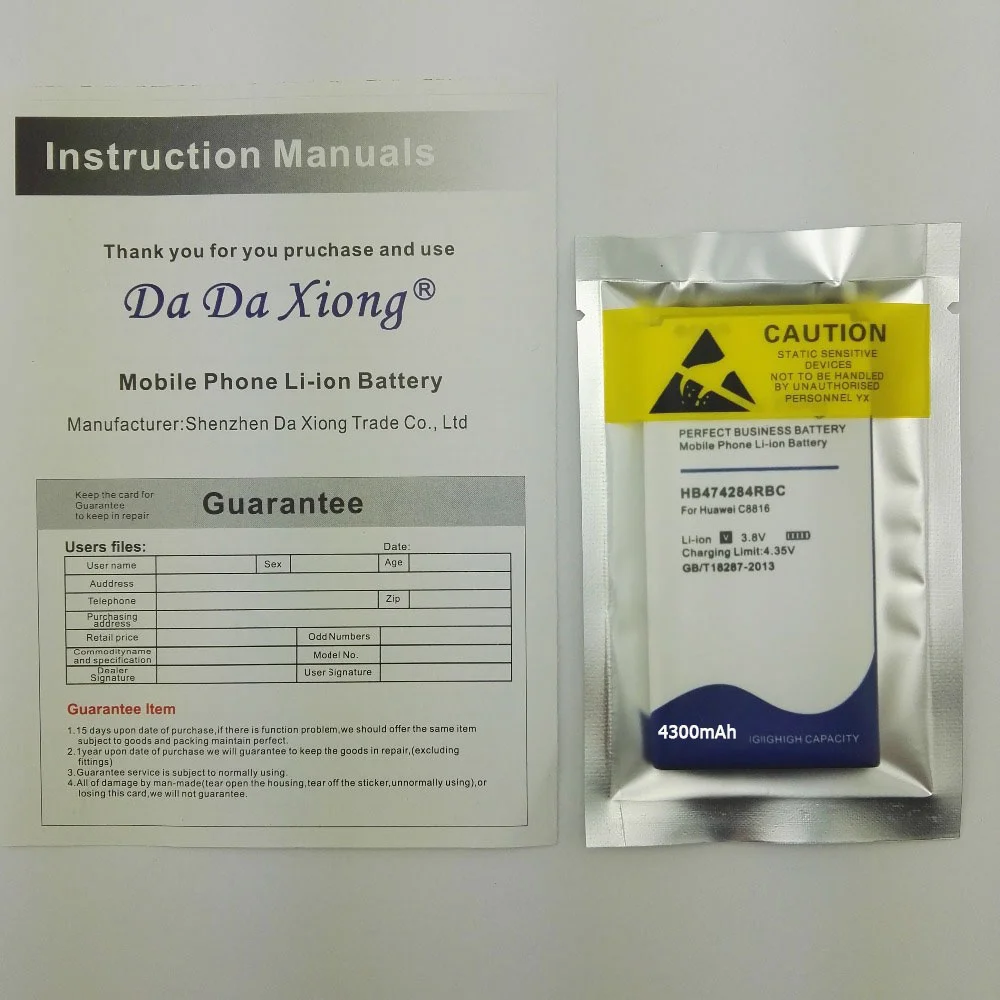 Instruction Manuals
Thank you for you pruchase and use
Da Da Xiong®
Mobile Phone Li-ion Battery
Manufacturer:Shenzhen Da Xiong Trade Co., Ltd
Keep the card for
Guarantee
to keep in repair
Guarantee
Users files:
Date:
User name
Sex
Age
Auddress
Telephone
Zip
Purchasing
address
Retail price
Odd Numbers
Commodityname
and specification
Model No.
Dealer
Signature
User Signature
Guarantee Item
1.15 days upon date of purchase,if there is function problem,we should offer the same item
subject to goods and packing maintain perfect.
2.1year upon date of purchase we will guarantee to keep the goods in repair,(excluding
fittings)
3.Guarantee service is subject to normally using.
4.All of damage by man-made(tear open the housing,tear off the sticker,unnormally using),or
losing this card,we will not guarantee.
CAUTION
STATIC SENSITIVE
DEVICES
NOT TO BE HANDLED
BY UNAUTHORISED
PERSONNEL YX
PERFECT BUSINESS BATTERY
Mobile Phone Li-ion Battery
HB474284RBC
For Huawei C8816
Li-ion V 3.8V
Charging Limit:4.35V
GB/T18287-2013
4300mAh
HIGH CAPACITY